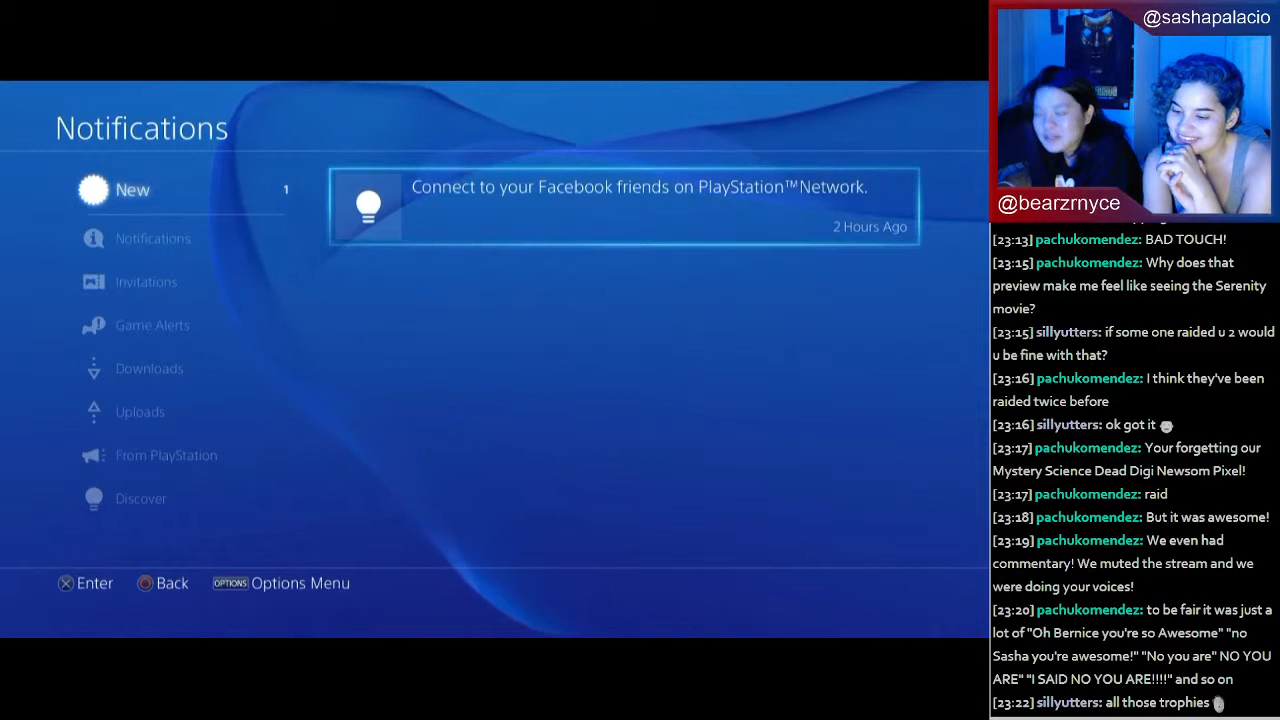 Notifications
New 1
Notifications
Invitations
Game Alerts
Downloads
Uploads
From PlayStation
Discover
Connect to your Facebook friends on PlayStation™Network.
2 Hours Ago
Enter Back OPTIONS Options Menu
@sashapalacio
@bearzrnyce
[23:13] pachukomendez: BAD TOUCH!
[23:15] pachukomendez: Why does that
preview make me feel like seeing the Serenity
movie?
[23:15] sillyutters: if some one raided u 2 would
u be fine with that?
[23:16] pachukomendez: I think they've been
raided twice before
[23:16] sillyutters: ok got it
[23:17] pachukomendez: Your forgetting our
Mystery Science Dead Digi Newsom Pixel!
[23:17] pachukomendez: raid
[23:18] pachukomendez: But it was awesome!
[23:19] pachukomendez: We even had
commentary! We muted the stream and we
were doing your voices!
[23:20] pachukomendez: to be fair it was just a
lot of "Oh Bernice you're so Awesome" "no
Sasha you're awesome!" "No you are" NO YOU
ARE" "I SAID NO YOU ARE!!!!" and so on
[23:22] sillyutters: all those trophies